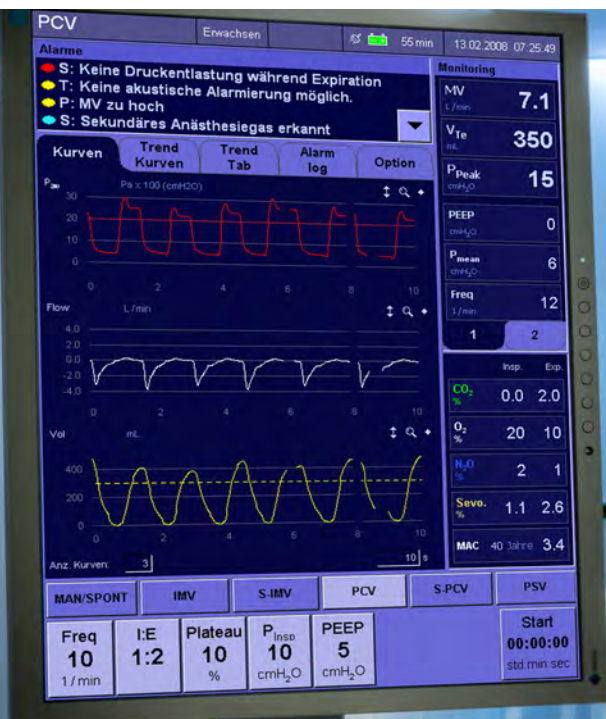 PCV
Erwachsen
55 min
13.02.2008 07:25:49
Alarme
S: Keine Druckentlastung während Expiration
T: Keine akustische Alarmierung möglich.
P: MV zu hoch
S: Sekundäres Anästhesiegas erkannt
Kurven
Trend Kurven
Trend Tab
Alarm log
Option
Pa x 100 (cmH2O)
30
20
10
0
0 2 4 6 8 10
Flow L/min
4.0
2.0
0.0
-2.0
-4.0
0 2 4 6 8 10
Vol mL
400
200
0
0 2 4 6 8 10
Anz. Kurven: 3
10 s
Monitoring
MV 7.1
L/min
VTe 350
mL
PPeak 15
cmH2O
PEEP 0
cmH2O
Pmean 6
cmH2O
Freq 12
1/min
1 2
Insp. Exp.
CO2 % 0.0 2.0
O2 % 20 10
N2O % 2 1
Sevo. % 1.1 2.6
MAC 40 Jahre 3.4
MAN/SPONT
IMV
S-IMV
PCV
S-PCV
PSV
Freq
10
1/min
I:E
1:2
Plateau
10
%
PInsp
10
cmH2O
PEEP
5
cmH2O
Start
00:00:00
std:min:sec